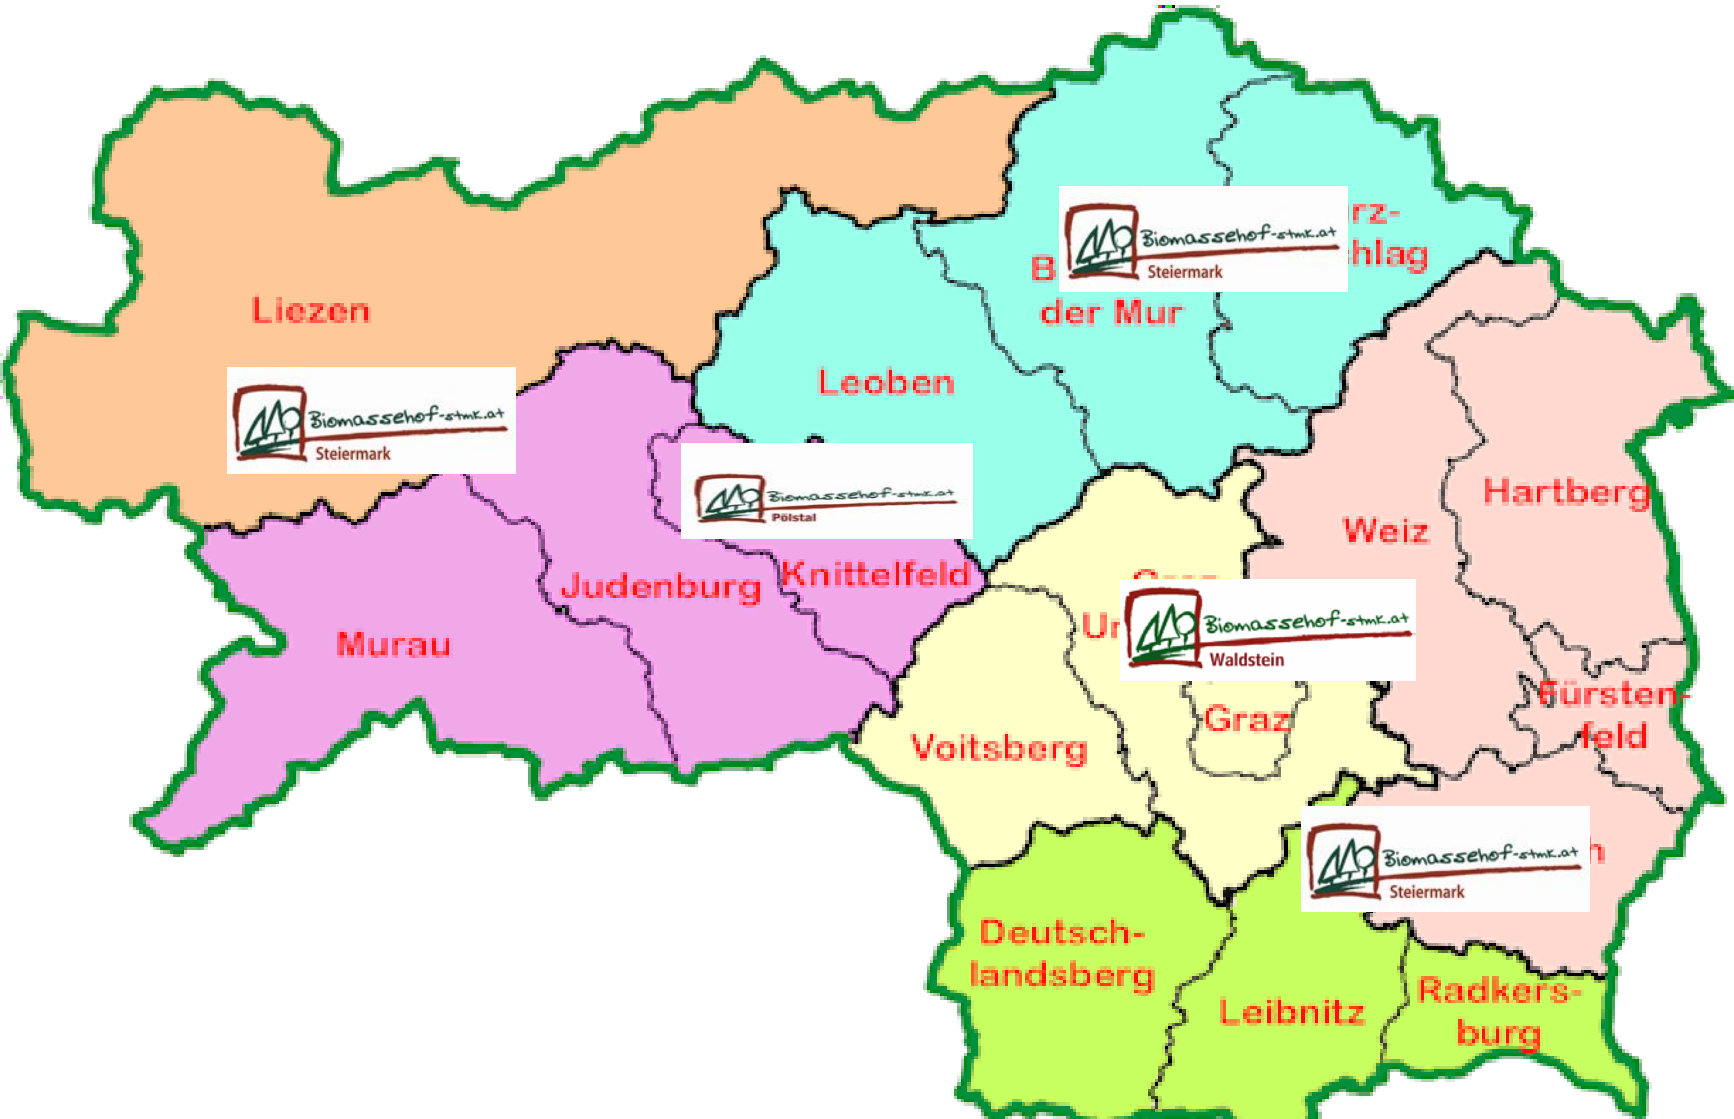 rz-
hlag
Biomassehof-stmk.at
Steiermark
B
der Mur
Liezen
Leoben
Biomassehof-stmk.at
Steiermark
Biomassehof-stmk.at
Pölstal
Hartberg
Weiz
Knittelfeld
Judenburg
Murau
Ur
Biomassehof-stmk.at
Waldstein
Fürsten-
feld
Graz
Voitsberg
Biomassehof-stmk.at
Steiermark
n
Deutsch-
landsberg
Leibnitz
Radkers-
burg